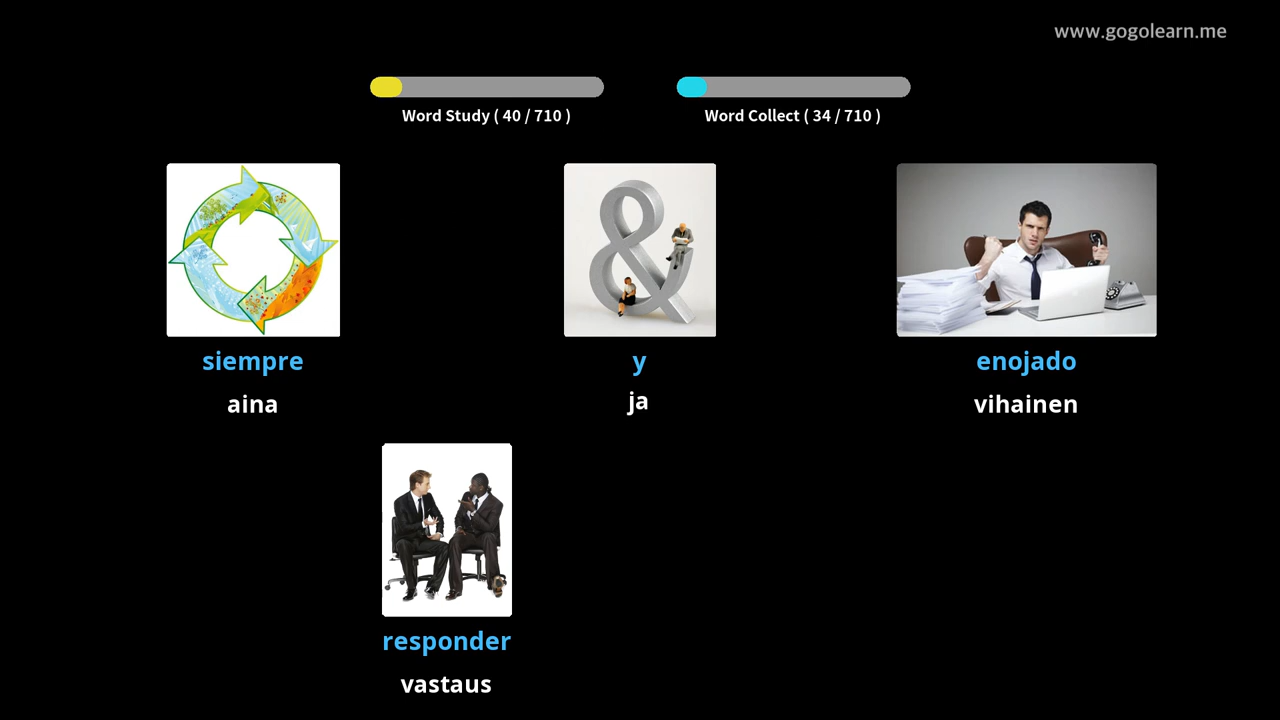 www.gogolearn.me
Word Study ( 40 / 710 )
Word Collect ( 34 / 710 )
siempre
aina
&
y
ja
enojado
vihainen
responder
vastaus